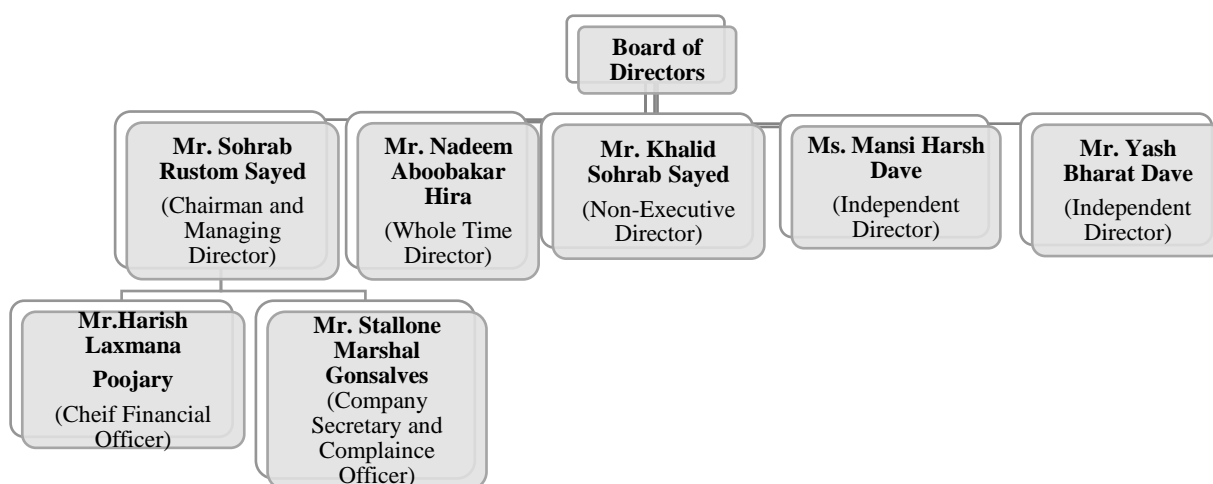 Board of
Directors
Mr. Sohrab
Rustom Sayed
(Chairman and
Managing
Director)
Mr. Nadeem
Aboobakar
Hira
(Whole Time
Director)
Mr. Khalid
Sohrab Sayed
(Non-Executive
Director)
Ms. Mansi Harsh
Dave
(Independent
Director)
Mr. Yash
Bharat Dave
(Independent
Director)
Mr.Harish
Laxmana
Poojary
(Cheif Financial
Officer)
Mr. Stallone
Marshal
Gonsalves
(Company
Secretary and
Complaince
Officer)